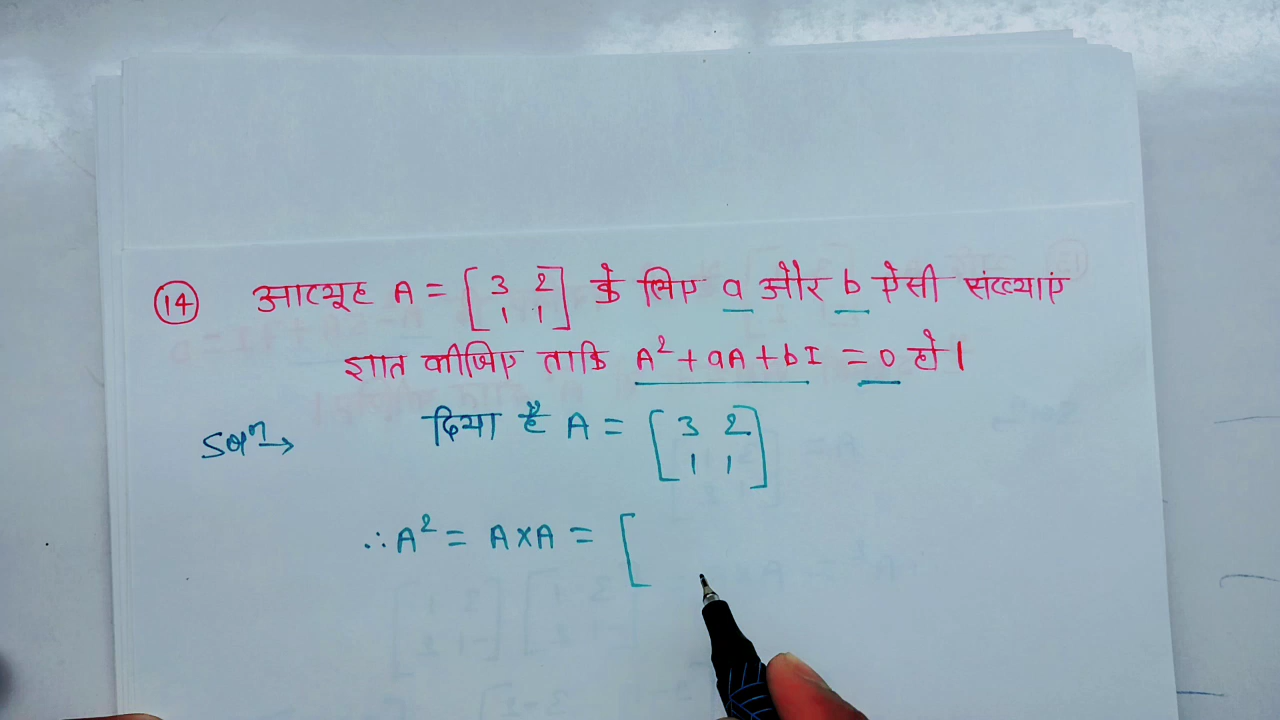 (14) आव्यूह A = [3 2 1 1] के लिए a और b ऐसी संख्याएं
ज्ञात कीजिए ताकि A² + aA + bI = 0 हो।
Solⁿ→ दिया है A = [3 2 1 1]
∴ A² = A×A = [